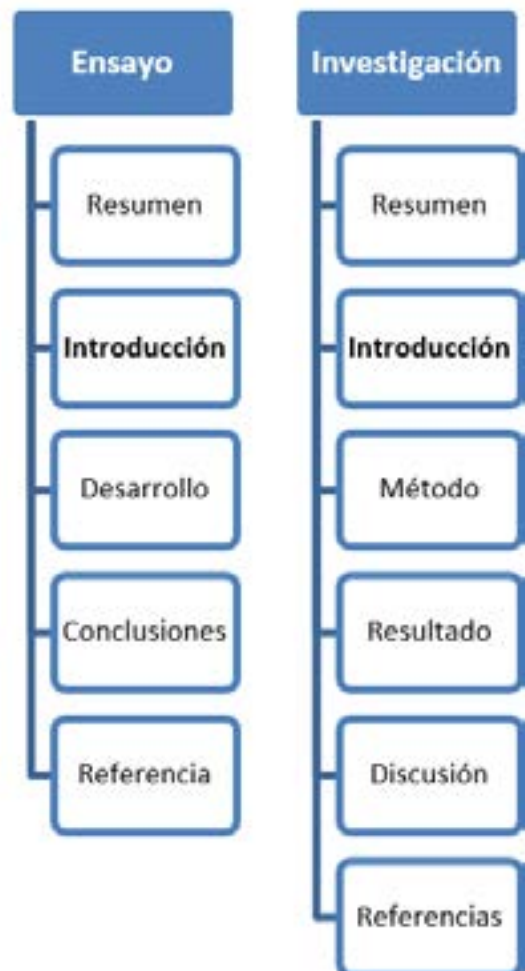 Ensayo
Resumen
Introducción
Desarrollo
Conclusiones
Referencia
Investigación
Resumen
Introducción
Método
Resultado
Discusión
Referencias